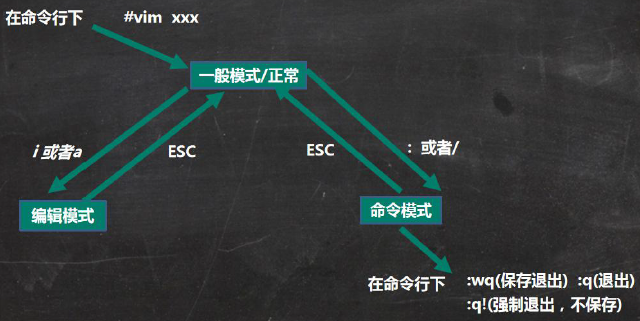 在命令行下 #vim xxx
一般模式/正常
i 或者a
ESC
ESC
: 或者/
编辑模式
命令模式
在命令行下
:wq(保存退出) :q(退出)
:q!(强制退出，不保存)